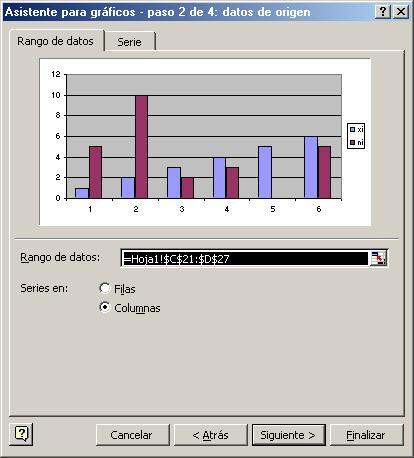 Asistente para gráficos - paso 2 de 4: datos de origen
Rango de datos
Serie
12
10
8
6
4
2
0
1 2 3 4 5 6
xi
ni
Rango de datos:
=Hoja1!$C$21:$D$27
Series en:
Filas
Columnas
Cancelar
< Atrás
Siguiente >
Finalizar